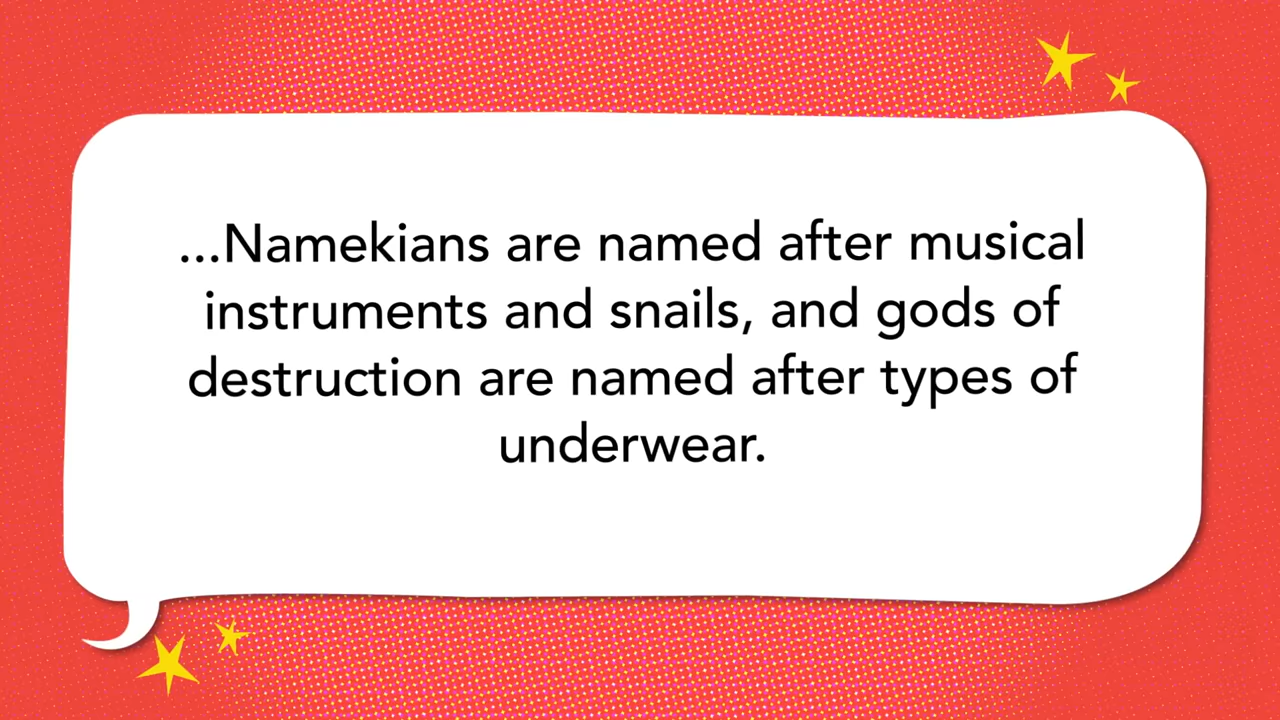 ...Namekians are named after musical
instruments and snails, and gods of
destruction are named after types of
underwear.